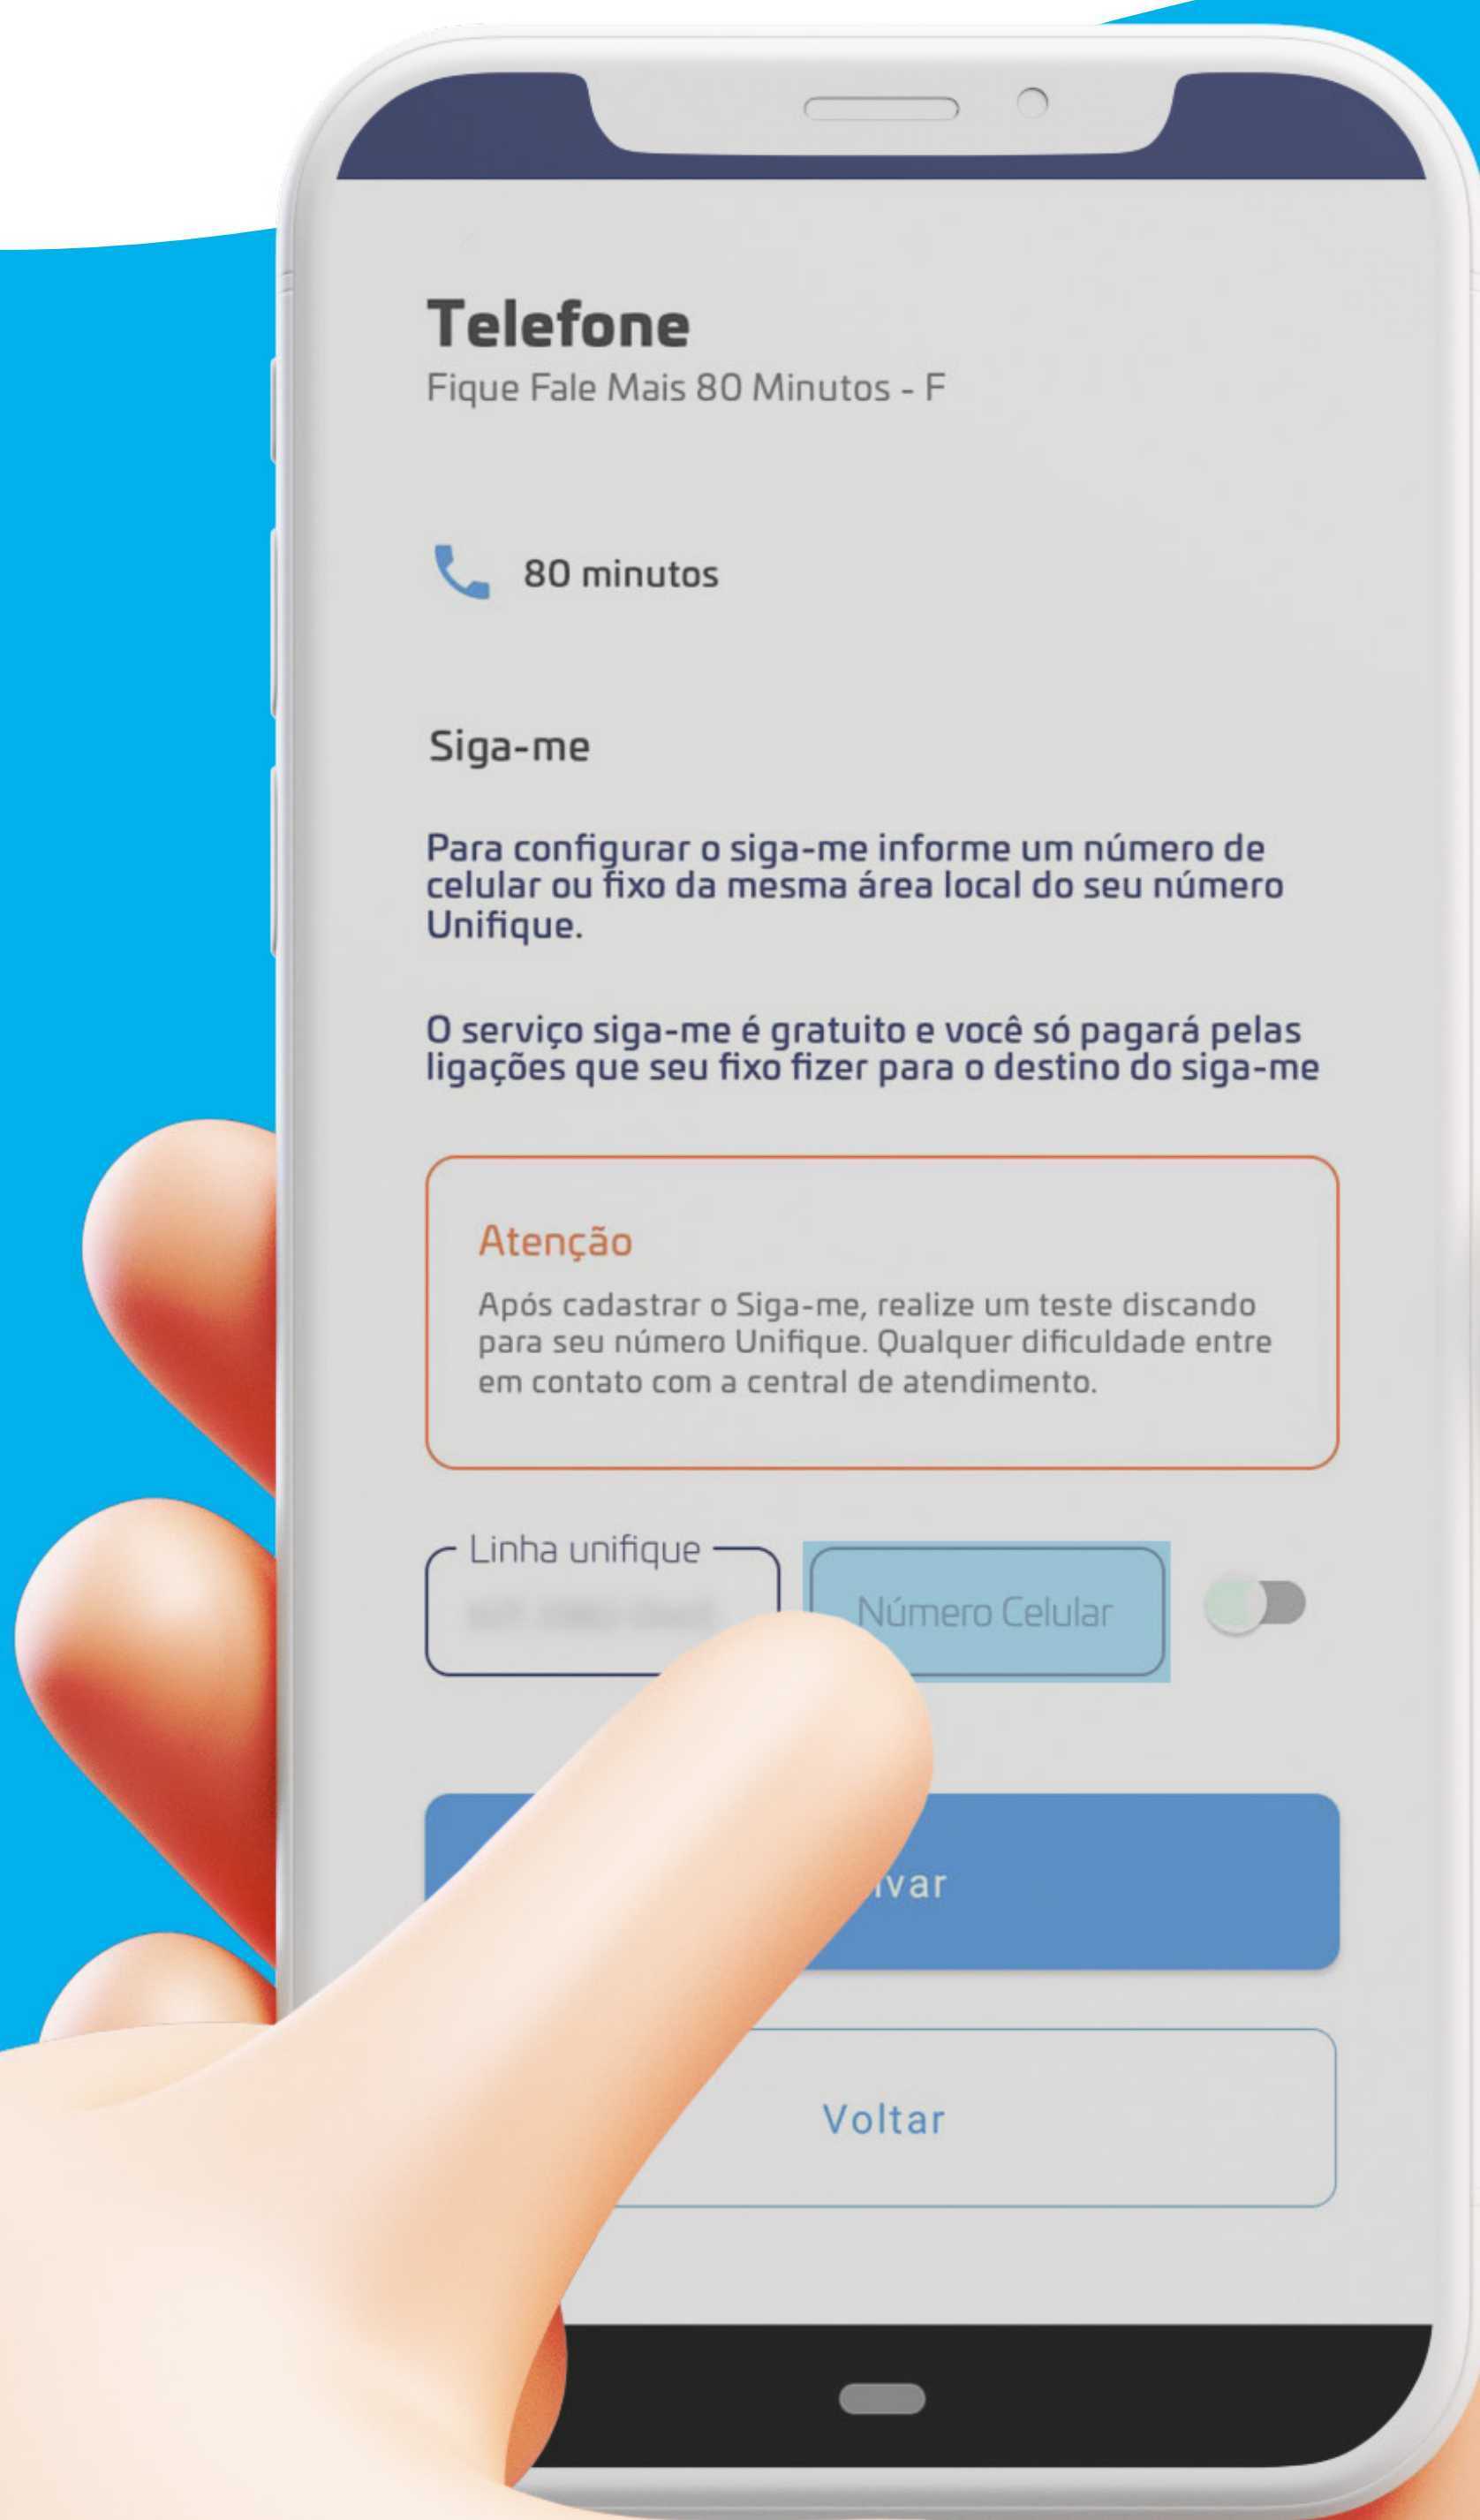 Telefone
Fique Fale Mais 80 Minutos - F
80 minutos
Siga-me
Para configurar o siga-me informe um número de
celular ou fixo da mesma área local do seu número
Unifique.
O serviço siga-me é gratuito e você só pagará pelas
ligações que seu fixo fizer para o destino do siga-me
Atenção
Após cadastrar o Siga-me, realize um teste discando
para seu número Unifique. Qualquer dificuldade entre
em contato com a central de atendimento.
Linha unifique
Número Celular
Voltar